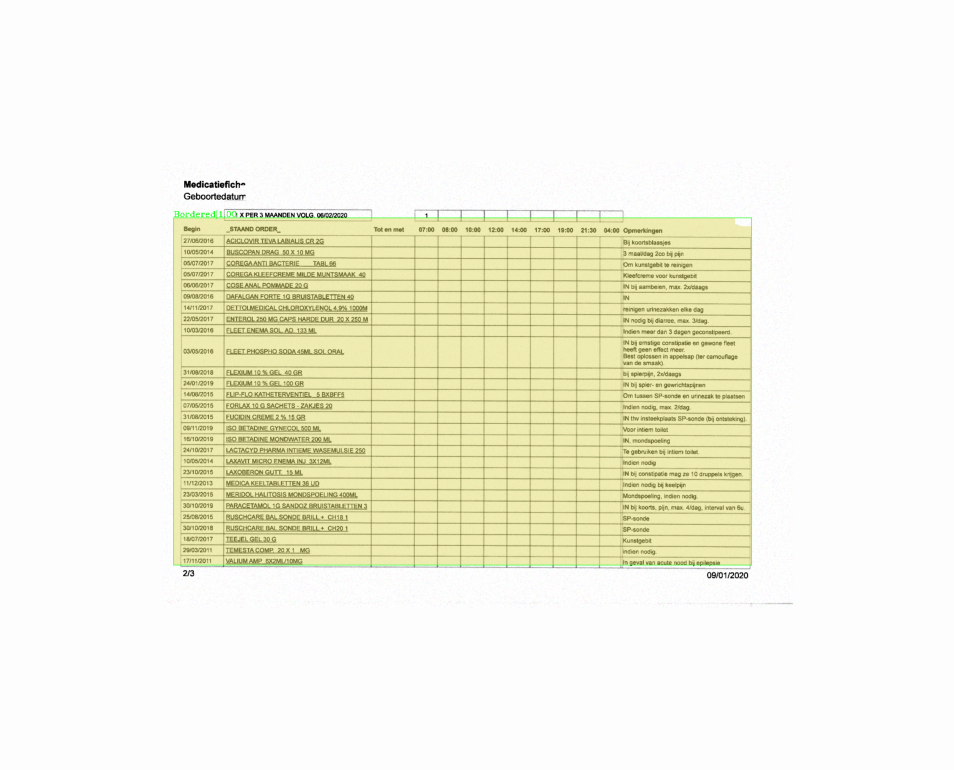 Medicatiefich
Geboortedatum
Bordered|1.00 X PER 3 MAANDEN VOLG. 06/02/2020 1
Begin _STAAND ORDER_ Tot en met 07:00 08:00 10:00 12:00 14:00 17:00 19:00 21:30 04:00 Opmerkingen
27/06/2016 ACICLOVIR TEVA LABIALIS CR 2G Bij koortsblaasjes
10/05/2014 BUSCOPAN DRAG 50 X 10 MG 3 maal/dag 2co bij pijn
05/07/2017 COREGA ANTI BACTERIE TABL 66 Om kunstgebit te reinigen
05/07/2017 COREGA KLEEFCREME MILDE MUNTSMAAK 40 Kleefcreme voor kunstgebit
06/06/2017 COSE ANAL POMMADE 20 G IN bij aambeien, max. 2x/daags
09/08/2016 DAFALGAN FORTE 1G BRUISTABLETTEN 40 IN
14/11/2017 DETTOLMEDICAL CHLOROXYLENOL 4,9% 1000M reinigen urinezakken elke dag
22/05/2017 ENTEROL 250 MG CAPS HARDE DUR 20 X 250 M IN nodig bij diarree, max. 3/dag.
10/03/2016 FLEET ENEMA SOL. AD. 133 ML Indien meer dan 3 dagen geconstipeerd.
03/05/2016 FLEET PHOSPHO SODA 45ML SOL ORAL IN bij ernstige constipatie en gewone fleet
heeft geen effect meer.
Best oplossen in appelsap (ter camouflage
van de smaak).
31/08/2018 FLEXIUM 10 % GEL 40 GR bij spierpijn, 2x/daags
24/01/2019 FLEXIUM 10 % GEL 100 GR IN bij spier- en gewrichtspijnen
14/08/2015 FLIP-FLO KATHETERVENTIEL 5 BXBFF5 Om tussen SP-sonde en urinezak te plaatsen
07/05/2015 FORLAX 10 G SACHETS - ZAKJES 20 Indien nodig, max. 2/dag.
31/08/2015 FUCIDIN CREME 2 % 15 GR IN thv insteekplaats SP-sonde (bij ontsteking).
09/11/2019 ISO BETADINE GYNECOL 500 ML Voor intiem toilet
16/10/2019 ISO BETADINE MONDWATER 200 ML IN, mondspoeling
24/10/2017 LACTACYD PHARMA INTIEME WASEMULSIE 250 Te gebruiken bij intiem toilet.
10/05/2014 LAXAVIT MICRO ENEMA INJ 3X12ML Indien nodig
23/10/2015 LAXOBERON GUTT 15 ML IN bij constipatie mag ze 10 druppels krijgen.
11/12/2013 MEDICA KEELTABLETTEN 36 UD Indien nodig bij keelpijn
23/03/2015 MERIDOL HALITOSIS MONDSPOELING 400ML Mondspoeling, indien nodig.
30/10/2019 PARACETAMOL 1G SANDOZ BRUISTABLETTEN 3 IN bij koorts, pijn, max. 4/dag, interval van 6u.
25/08/2015 RUSCHCARE BAL SONDE BRILL + CH18 1 SP-sonde
30/10/2018 RUSCHCARE BAL SONDE BRILL + CH20 1 SP-sonde
18/07/2017 TEEJEL GEL 30 G Kunstgebit
29/03/2011 TEMESTA COMP 20 X 1 MG indien nodig.
17/11/2011 VALIUM AMP 5X2ML/10MG In geval van acute nood bij epilepsie
2/3 09/01/2020